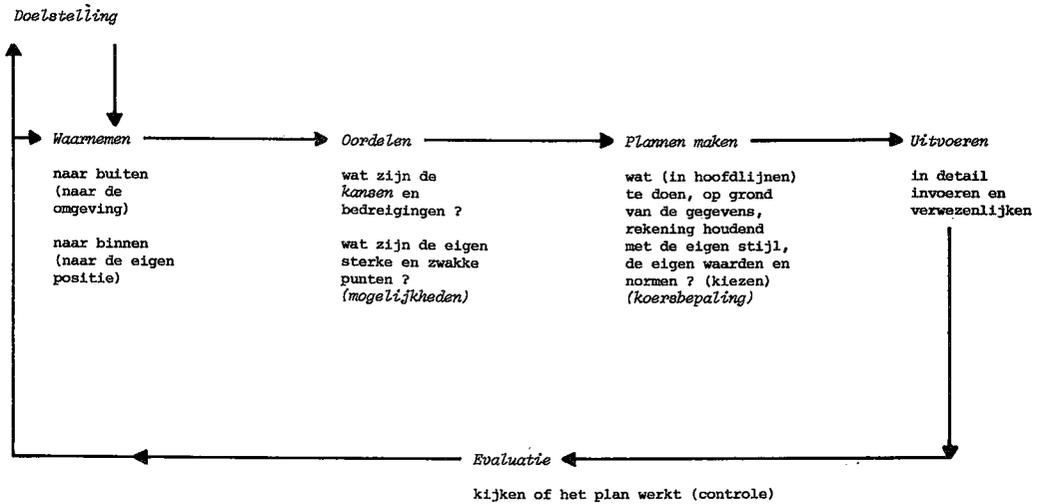 Doelstelling
Waarnemen
naar buiten
(naar de
omgeving)
naar binnen
(naar de eigen
positie)
Oordelen
wat zijn de
kansen en
bedreigingen ?
wat zijn de eigen
sterke en zwakke
punten ?
(mogelijkheden)
Plannen maken
wat (in hoofdlijnen)
te doen, op grond
van de gegevens,
rekening houdend
met de eigen stijl,
de eigen waarden en
normen ? (kiezen)
(koersbepaling)
Uitvoeren
in detail
invoeren en
verwezenlijken
Evaluatie
kijken of het plan werkt (controle)